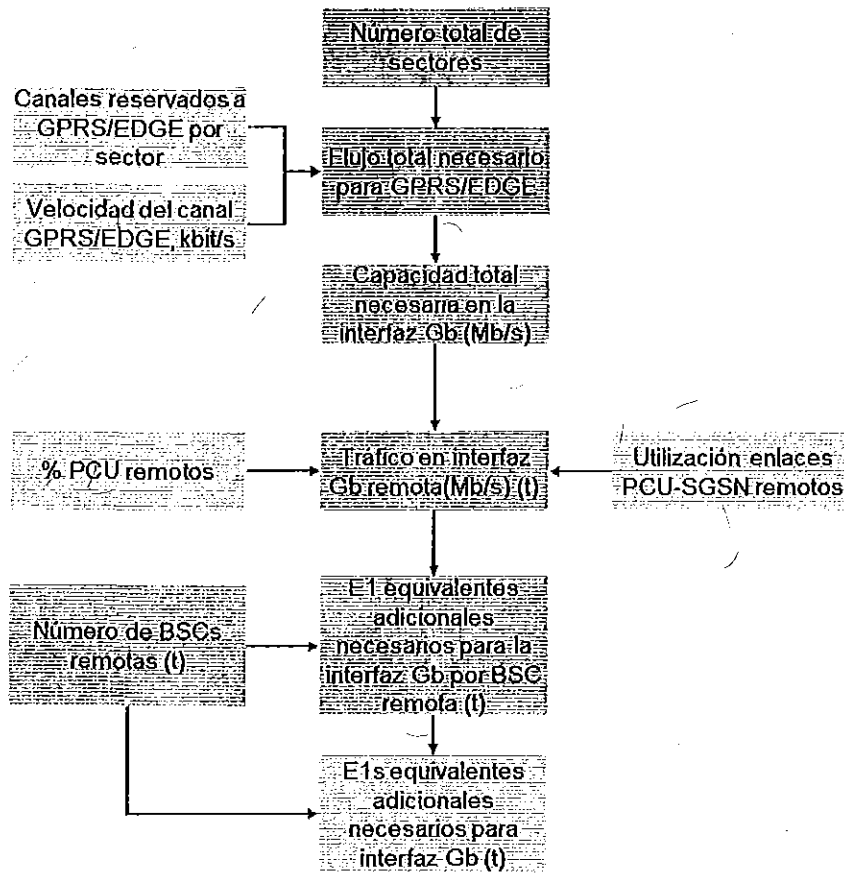 Número total de
sectores
Canales reservados a
GPRS/EDGE por
sector
Velocidad del canal
GPRS/EDGE, kbit/s
Flujo total necesario
para GPRS/EDGE
Capacidad total
necesaria en la
interfaz Gb (Mb/s)
% PCU remotos
Tráfico en interfaz
Gb remota(Mb/s) (t)
Utilización enlaces
PCU-SGSN remotos
Número de BSCs
remotas (t)
E1 equivalentes
adicionales
necesarios para la
interfaz Gb por BSC
remota (t)
E1s equivalentes
adicionales
necesarios para
interfaz Gb (t)